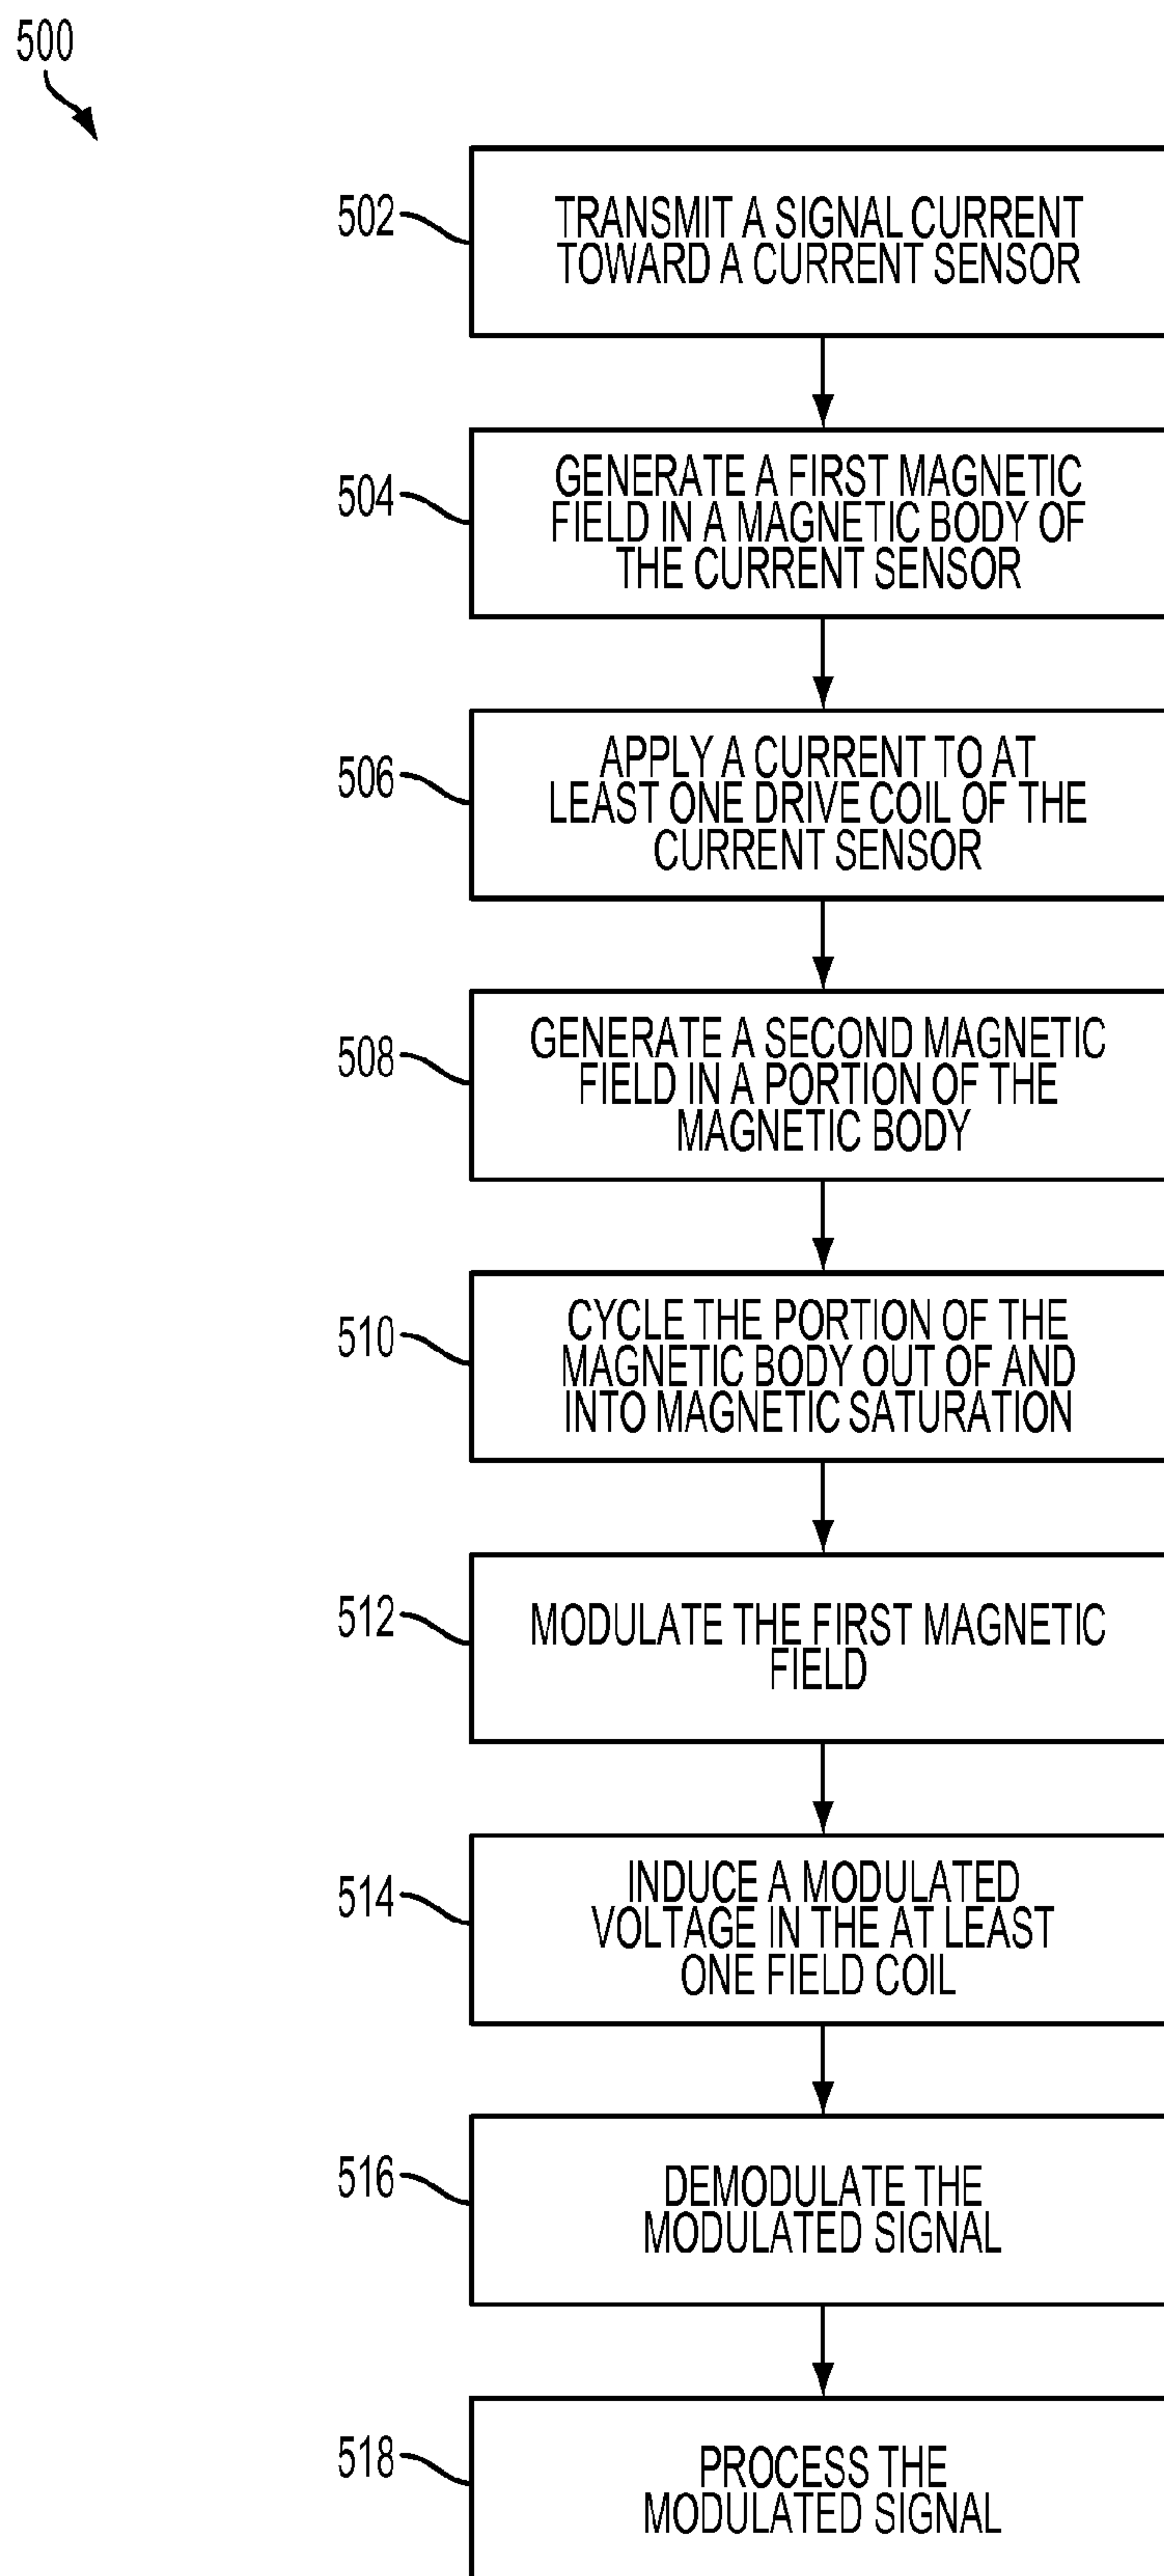 500
502
TRANSMIT A SIGNAL CURRENT
TOWARD A CURRENT SENSOR
504
GENERATE A FIRST MAGNETIC
FIELD IN A MAGNETIC BODY OF
THE CURRENT SENSOR
506
APPLY A CURRENT TO AT
LEAST ONE DRIVE COIL OF THE
CURRENT SENSOR
508
GENERATE A SECOND MAGNETIC
FIELD IN A PORTION OF THE
MAGNETIC BODY
510
CYCLE THE PORTION OF THE
MAGNETIC BODY OUT OF AND
INTO MAGNETIC SATURATION
512
MODULATE THE FIRST MAGNETIC
FIELD
514
INDUCE A MODULATED
VOLTAGE IN THE AT LEAST
ONE FIELD COIL
516
DEMODULATE THE
MODULATED SIGNAL
518
PROCESS THE
MODULATED SIGNAL